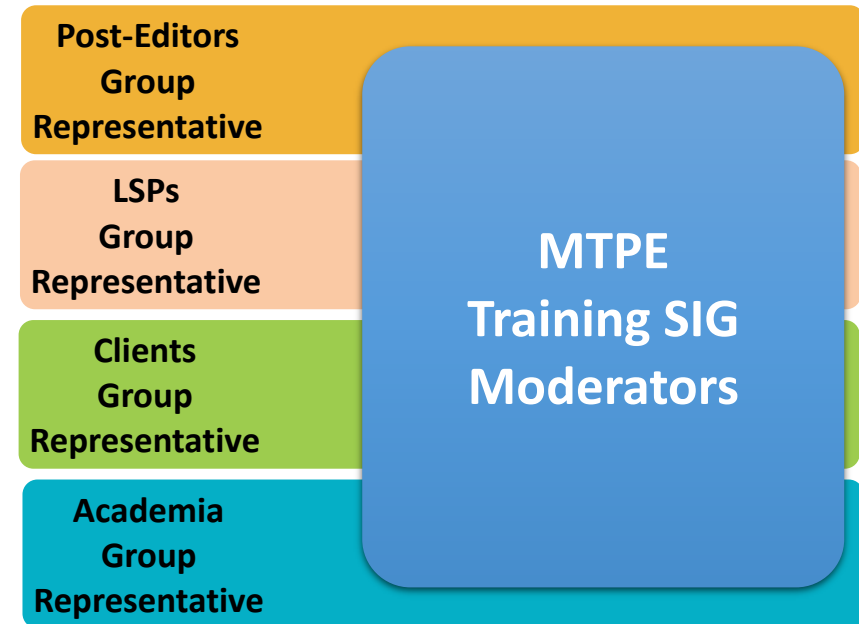 Post-Editors
Group
Representative
LSPs
Group
Representative
Clients
Group
Representative
Academia
Group
Representative
MTPE
Training SIG
Moderators